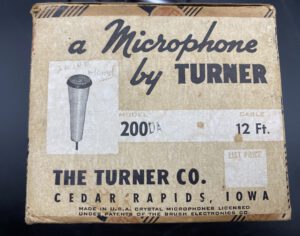 a Microphone
by TURNER
MODEL
200DA
CABLE
12 Ft.
LIST PRICE
THE TURNER CO.
CEDAR RAPIDS, IOWA
MADE IN U.S.A. CRYSTAL MICROPHONES LICENSED
UNDER PATENTS OF THE BRUSH ELECTRONICS CO.